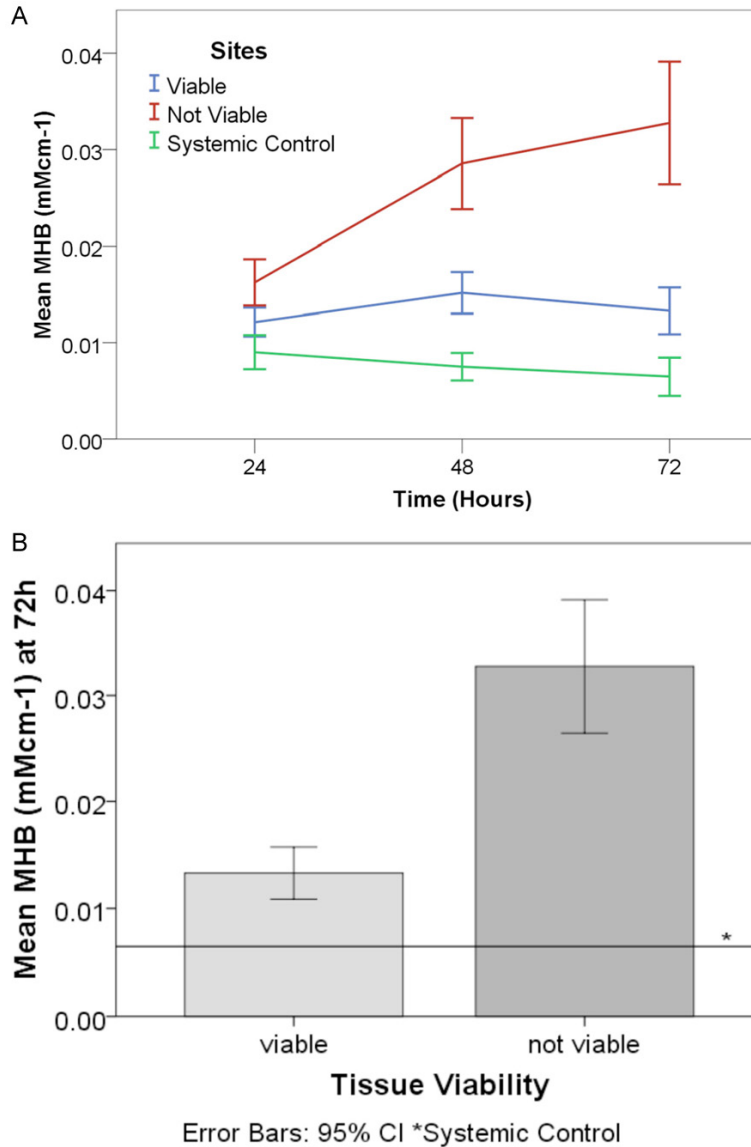 A
Sites
Viable
Not Viable
Systemic Control
Mean MHB (mMcm-1)
0.04
0.03
0.02
0.01
0.00
24 48 72
Time (Hours)
B
Mean MHB (mMcm-1) at 72h
0.04
0.03
0.02
0.01
0.00
*
viable not viable
Tissue Viability
Error Bars: 95% CI *Systemic Control